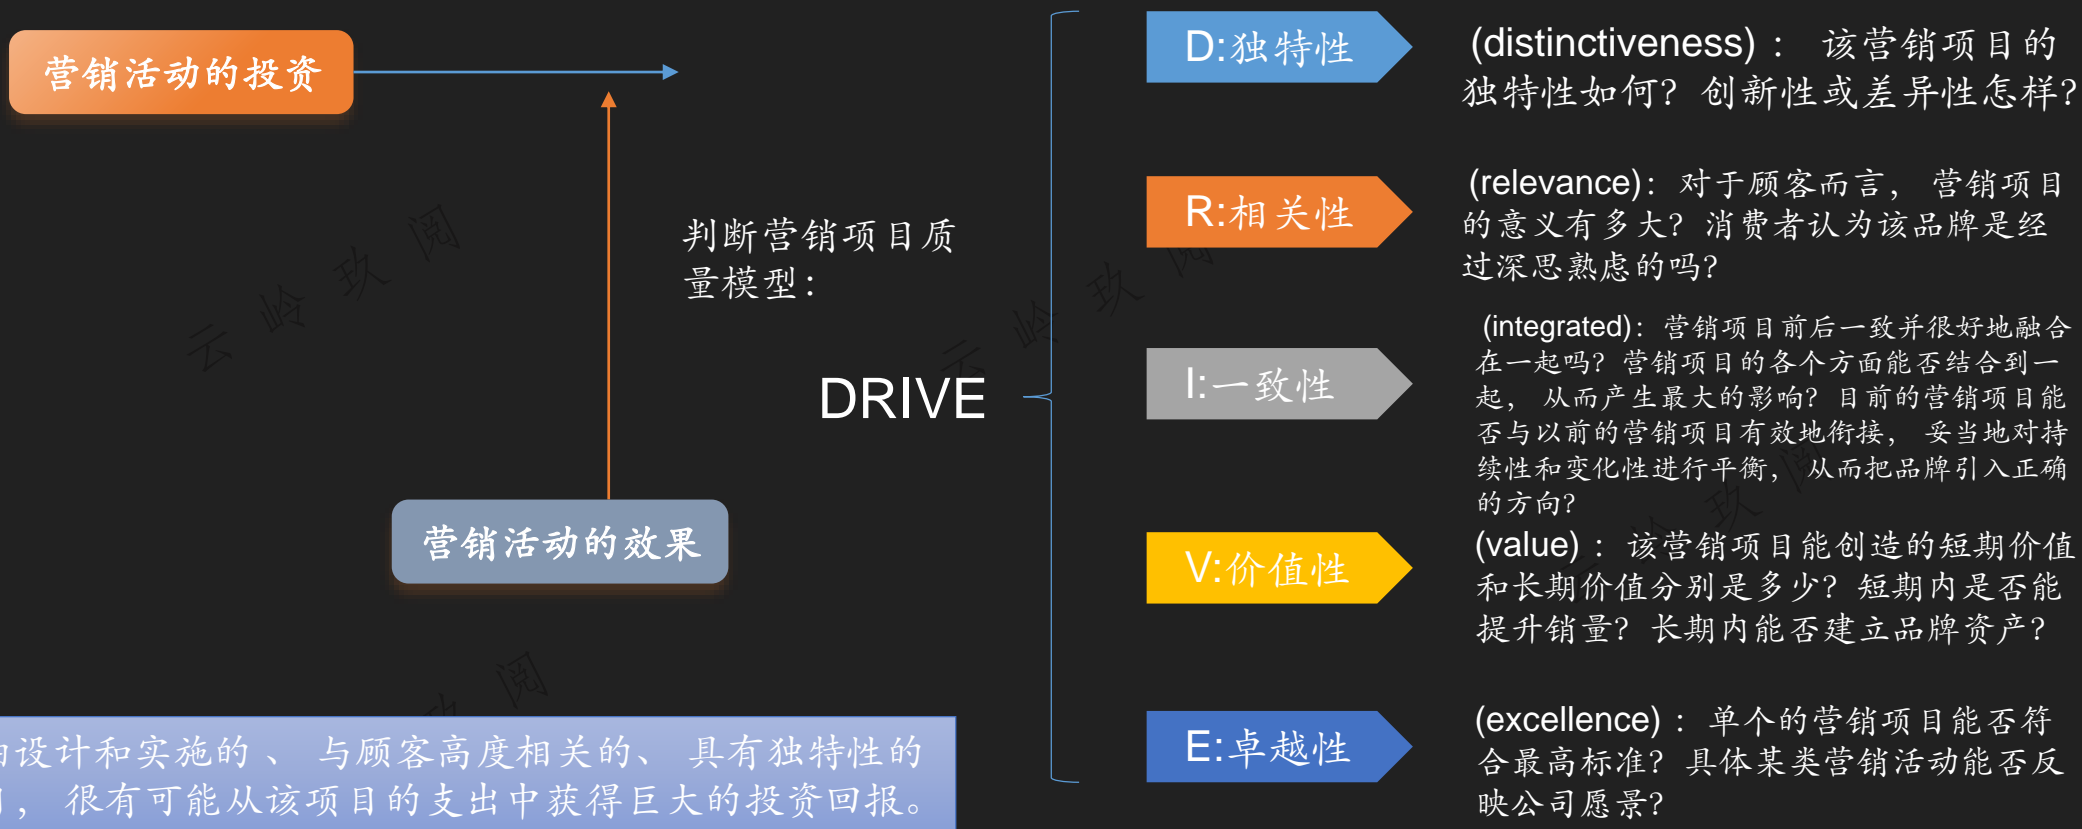 营销活动的投资
判断营销项目质
量模型：
DRIVE
营销活动的效果
由设计和实施的 、 与顾客高度相关的、 具有独特性的
， 很有可能从该项目的支出中获得巨大的投资回报。
D:独特性
(distinctiveness) ： 该营销项目的
独特性如何？ 创新性或差异性怎样？
R:相关性
(relevance)： 对于顾客而言， 营销项目
的意义有多大？ 消费者认为该品牌是经
过深思熟虑的吗？
I:一致性
(integrated)： 营销项目前后一致并很好地融合
在一起吗？ 营销项目的各个方面能否结合到一
起， 从而产生最大的影响？ 目前的营销项目能
否与以前的营销项目有效地衔接， 妥当地对持
续性和变化性进行平衡， 从而把品牌引入正确
的方向？
V:价值性
(value) ： 该营销项目能创造的短期价值
和长期价值分别是多少？ 短期内是否能
提升销量？ 长期内能否建立品牌资产？
E:卓越性
(excellence) ： 单个的营销项目能否符
合最高标准？ 具体某类营销活动能否反
映公司愿景？
云岭玖阅
云岭玖阅
云岭玖阅
玖阅